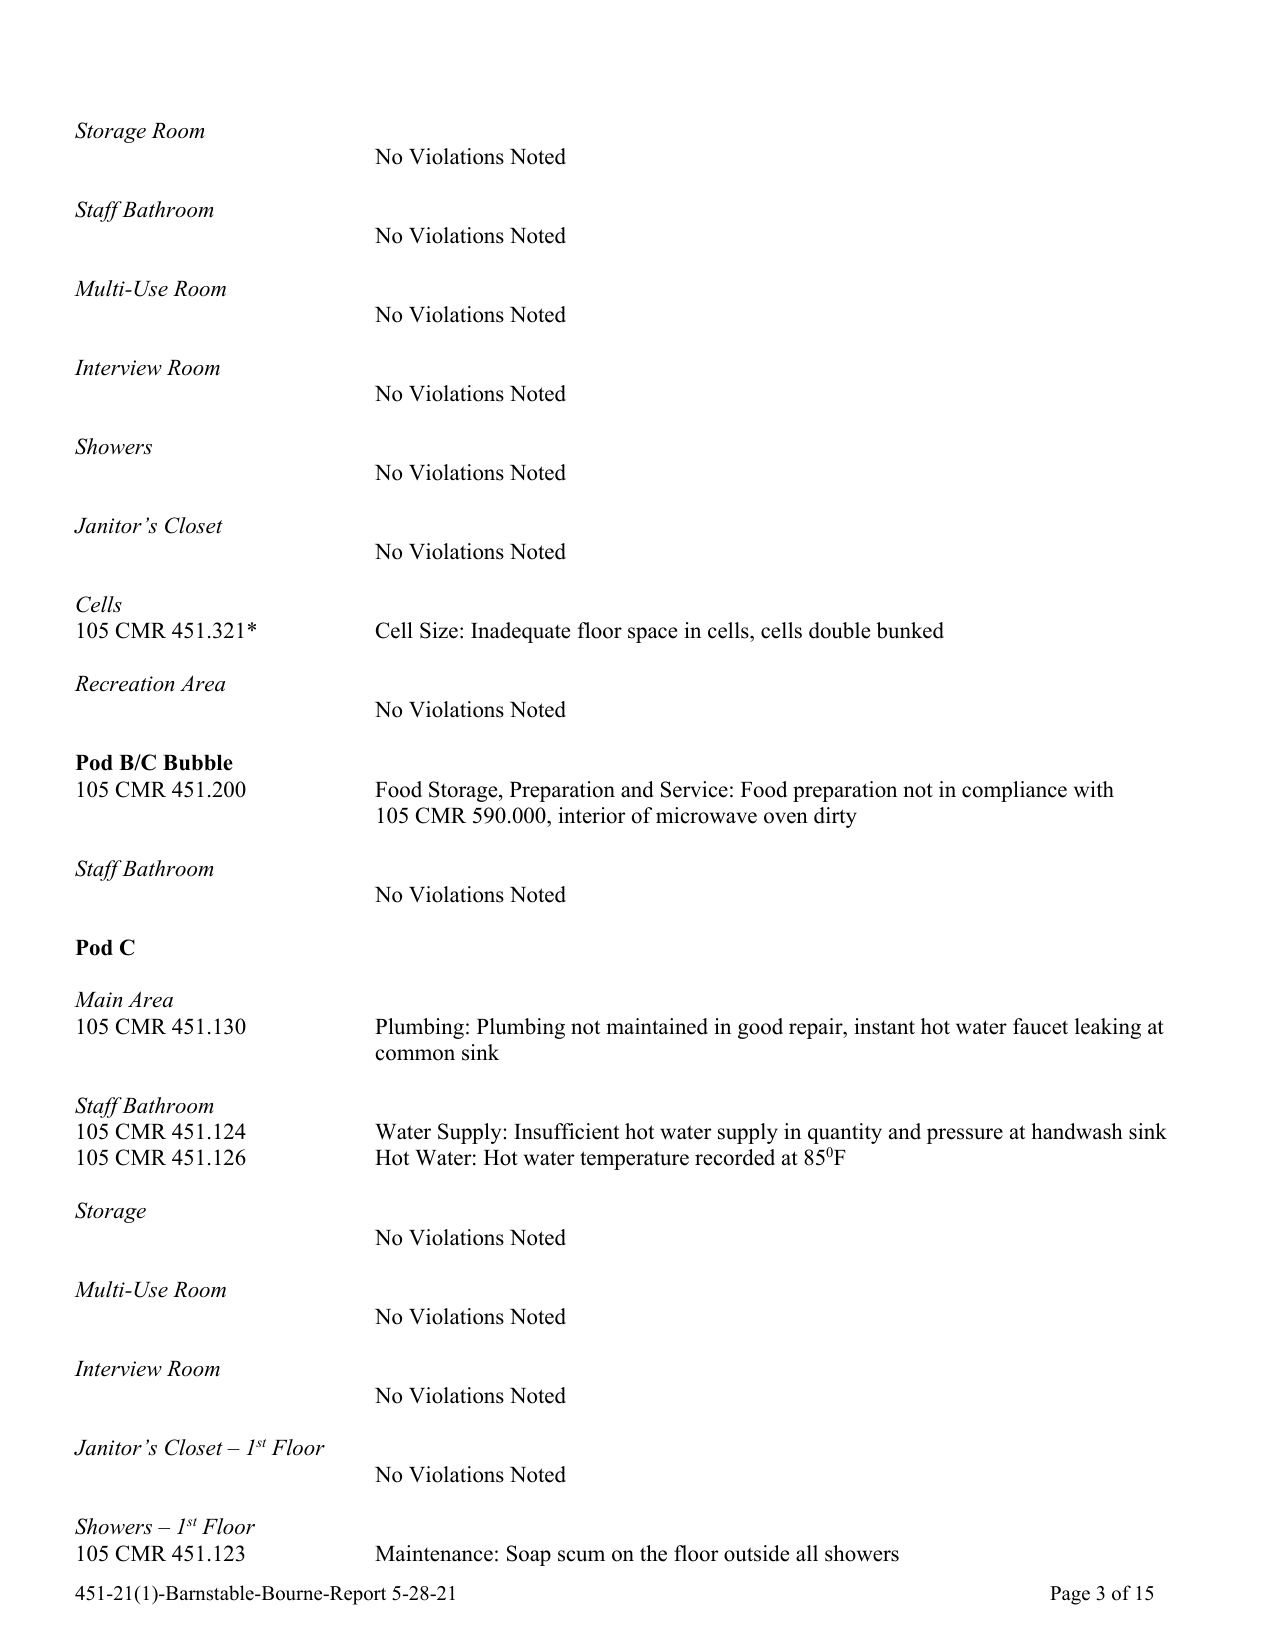 Storage Room
No Violations Noted
Staff Bathroom
No Violations Noted
Multi-Use Room
No Violations Noted
Interview Room
No Violations Noted
Showers
No Violations Noted
Janitor’s Closet
No Violations Noted
Cells
105 CMR 451.321* Cell Size: Inadequate floor space in cells, cells double bunked
Recreation Area
No Violations Noted
Pod B/C Bubble
105 CMR 451.200 Food Storage, Preparation and Service: Food preparation not in compliance with
105 CMR 590.000, interior of microwave oven dirty
Staff Bathroom
No Violations Noted
Pod C
Main Area
105 CMR 451.130 Plumbing: Plumbing not maintained in good repair, instant hot water faucet leaking at
common sink
Staff Bathroom
105 CMR 451.124 Water Supply: Insufficient hot water supply in quantity and pressure at handwash sink
105 CMR 451.126 Hot Water: Hot water temperature recorded at 85⁰F
Storage
No Violations Noted
Multi-Use Room
No Violations Noted
Interview Room
No Violations Noted
Janitor’s Closet – 1st Floor
No Violations Noted
Showers – 1st Floor
105 CMR 451.123 Maintenance: Soap scum on the floor outside all showers
451-21(1)-Barnstable-Bourne-Report 5-28-21 Page 3 of 15